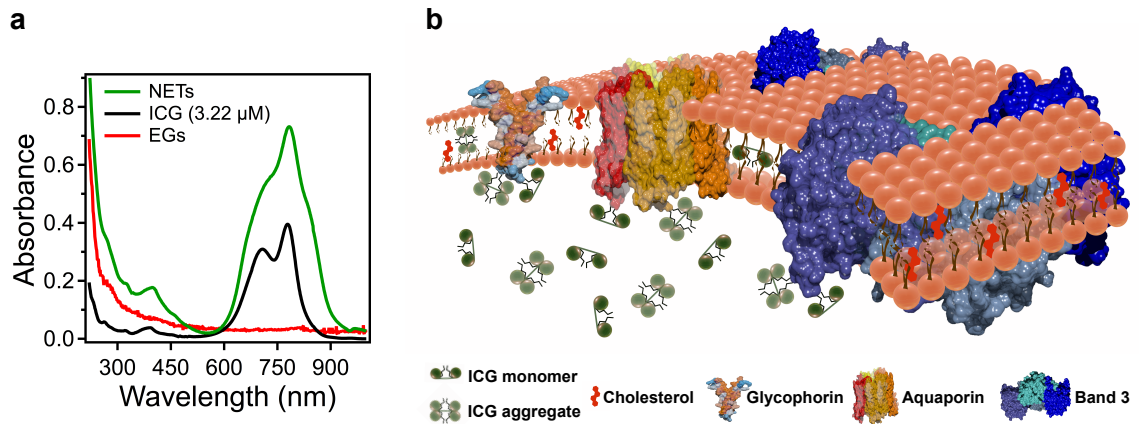 a
b
NETs
ICG (3.22 µM)
EGs
Absorbance
0.8
0.6
0.4
0.2
0.0
300 450 600 750 900
Wavelength (nm)
ICG monomer
ICG aggregate
Cholesterol
Glycophorin
Aquaporin
Band 3